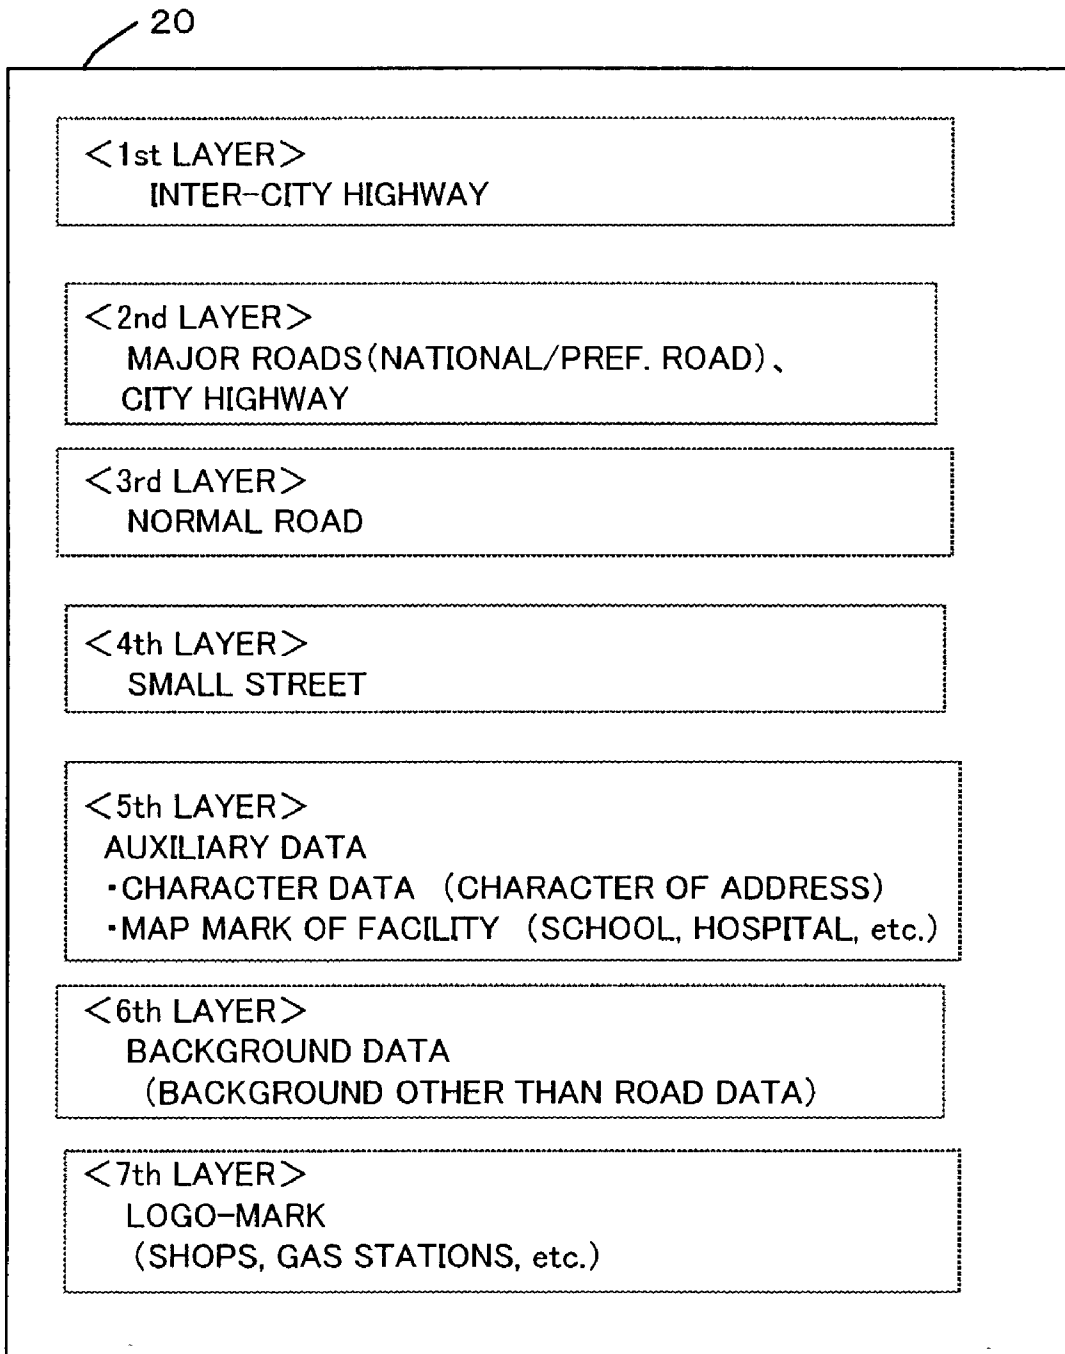 20
<1st LAYER>
INTER-CITY HIGHWAY
<2nd LAYER>
MAJOR ROADS(NATIONAL/PREF. ROAD)、
CITY HIGHWAY
<3rd LAYER>
NORMAL ROAD
<4th LAYER>
SMALL STREET
<5th LAYER>
AUXILIARY DATA
・CHARACTER DATA (CHARACTER OF ADDRESS)
・MAP MARK OF FACILITY (SCHOOL, HOSPITAL, etc.)
<6th LAYER>
BACKGROUND DATA
(BACKGROUND OTHER THAN ROAD DATA)
<7th LAYER>
LOGO-MARK
(SHOPS, GAS STATIONS, etc.)